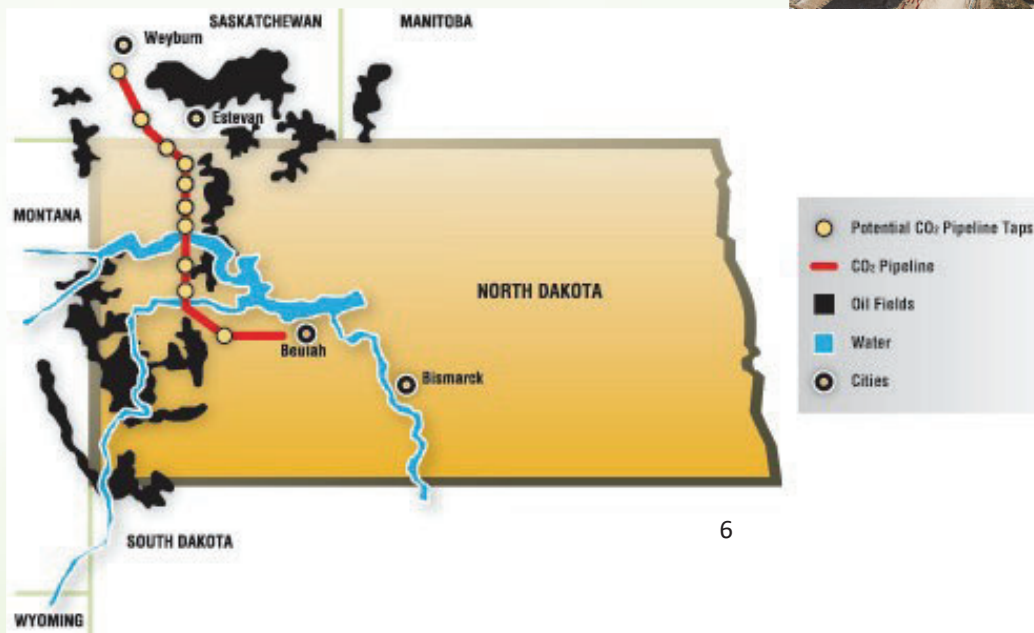 SASKATCHEWAN
MANITOBA
Weyburn
Estevan
MONTANA
NORTH DAKOTA
Beulah
Bismarck
SOUTH DAKOTA
WYOMING
Potential CO₂ Pipeline Taps
CO₂ Pipeline
Oil Fields
Water
Cities
6